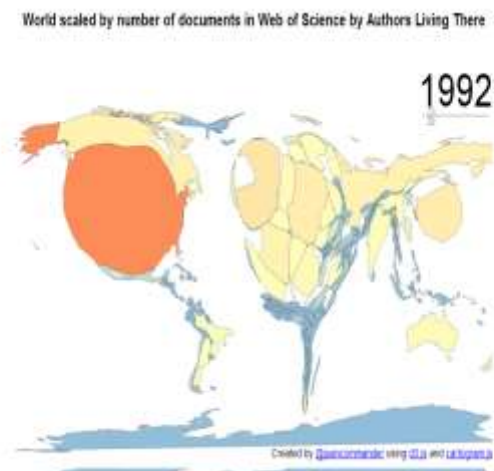 World scaled by number of documents in Web of Science by Authors Living There
1992
Created by @juancommander using d3.js and cartogram.js